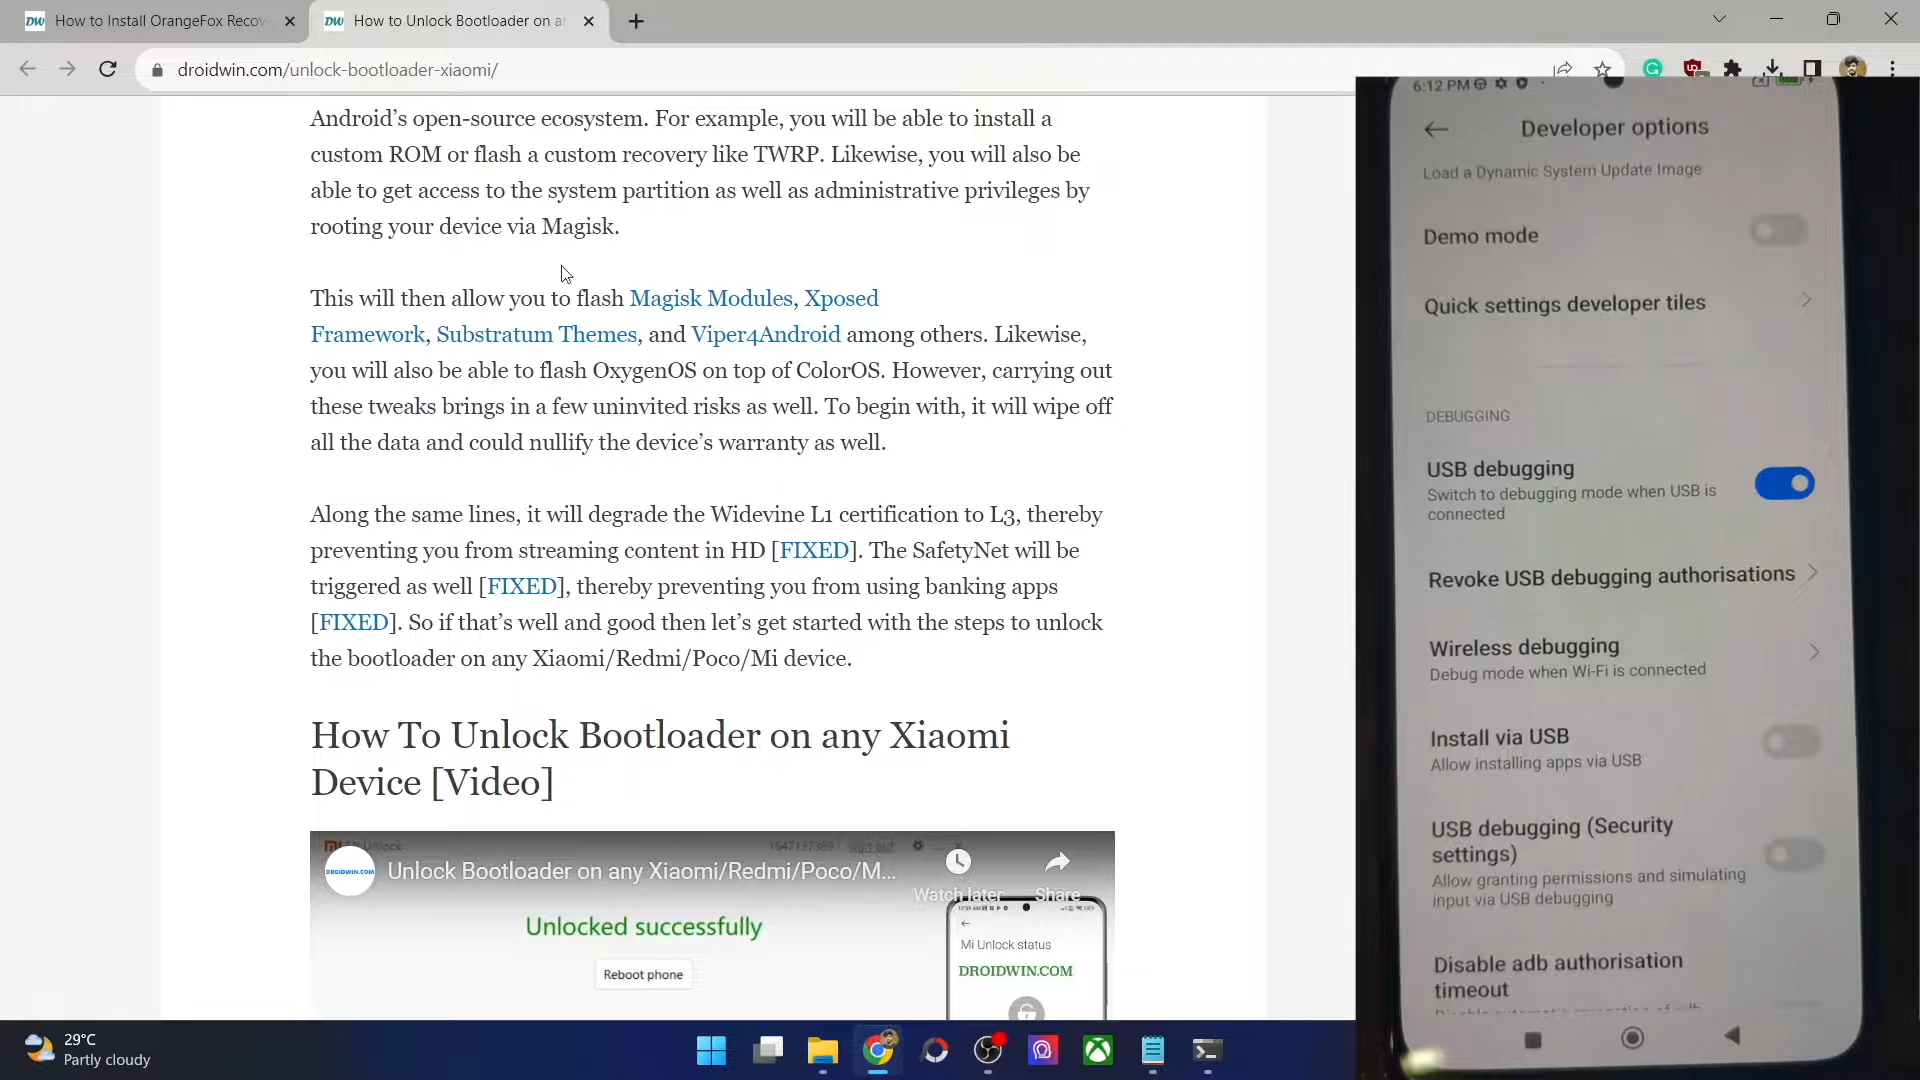 DW How to Install OrangeFox Recov
DW How to Unlock Bootloader on a
droidwin.com/unlock-bootloader-xiaomi/
Android's open-source ecosystem. For example, you will be able to install a
custom ROM or flash a custom recovery like TWRP. Likewise, you will also be
able to get access to the system partition as well as administrative privileges by
rooting your device via Magisk.
This will then allow you to flash Magisk Modules, Xposed
Framework, Substratum Themes, and Viper4Android among others. Likewise,
you will also be able to flash OxygenOS on top of ColorOS. However, carrying out
these tweaks brings in a few uninvited risks as well. To begin with, it will wipe off
all the data and could nullify the device's warranty as well.
Along the same lines, it will degrade the Widevine L1 certification to L3, thereby
preventing you from streaming content in HD [FIXED]. The SafetyNet will be
triggered as well [FIXED], thereby preventing you from using banking apps
[FIXED]. So if that's well and good then let's get started with the steps to unlock
the bootloader on any Xiaomi/Redmi/Poco/Mi device.
How To Unlock Bootloader on any Xiaomi
Device [Video]
Unlock
1647137369
DROIDWIN.COM
Unlock Bootloader on any Xiaomi/Redmi/Poco/M...
Watch later
Share
Unlocked successfully
Reboot phone
Mi Unlock status
DROIDWIN.COM
6:12 PM
Developer options
Load a Dynamic System Update Image
Demo mode
Quick settings developer tiles
DEBUGGING
USB debugging
Switch to debugging mode when USB is
connected
Revoke USB debugging authorisations
Wireless debugging
Debug mode when Wi-Fi is connected
Install via USB
Allow installing apps via USB
USB debugging (Security
settings)
Allow granting permissions and simulating
input via USB debugging
Disable adb authorisation
timeout
29°C
Partly cloudy